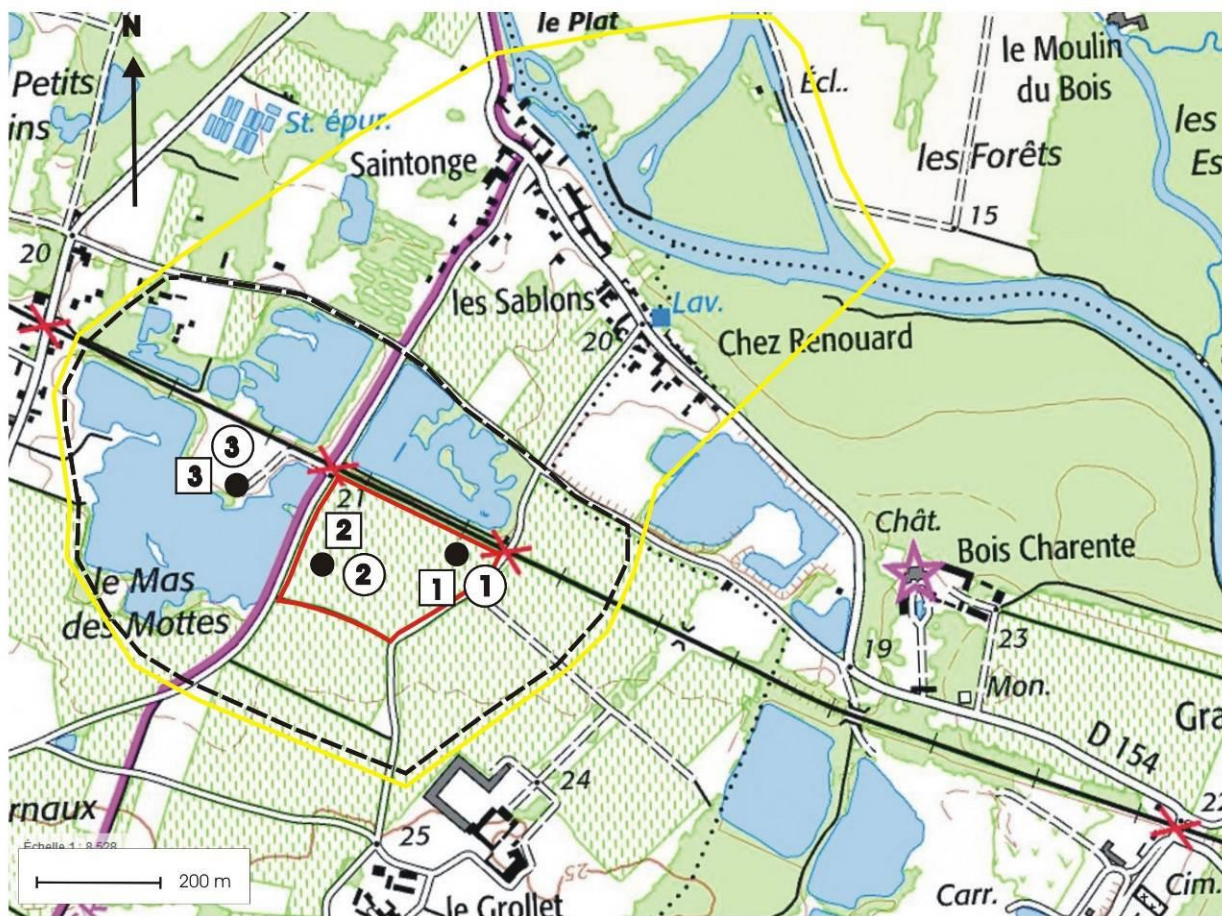 le Plat
N
Petits
ins
St. épur.
Saintonge
Écl..
le Moulin
du Bois
les
Es
les Forêts
15
20
les Sablons
20
Lav.
Chez Renouard
3
3
21
2
2
1
1
le Mas
des Mottes
Chât.
Bois Charente
19
23
Mon.
Gra
D 154
22
24
rnaux
25
25
Échelle 1 : 8 528
200 m
le Grollet
Carr.
Cim.